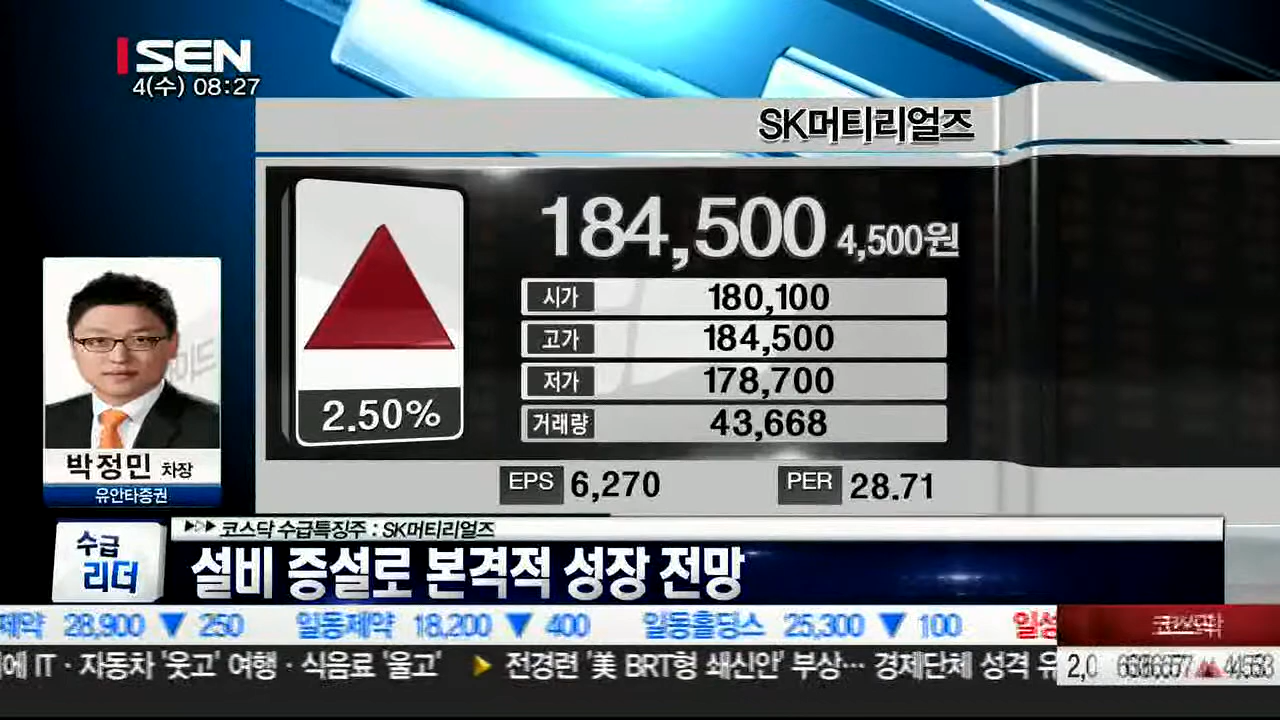 SEN
4(수) 08:27
SK머티리얼즈
184,500 4,500원
시가 180,100
고가 184,500
저가 178,700
거래량 43,668
2.50%
EPS 6,270 PER 28.71
박정민 차장
유안타증권
수급
리더
코스닥 수급특징주 : SK머티리얼즈
설비 증설로 본격적 성장 전망
제약 28,900 ▼ 250 일동제약 18,200 ▼ 400 일동홀딩스 25,300 ▼ 100 일성
에 IT · 자동차 '웃고' 여행 · 식음료 '울고' ▶ 전경련 '美 BRT형 쇄신안' 부상… 경제단체 성격 유